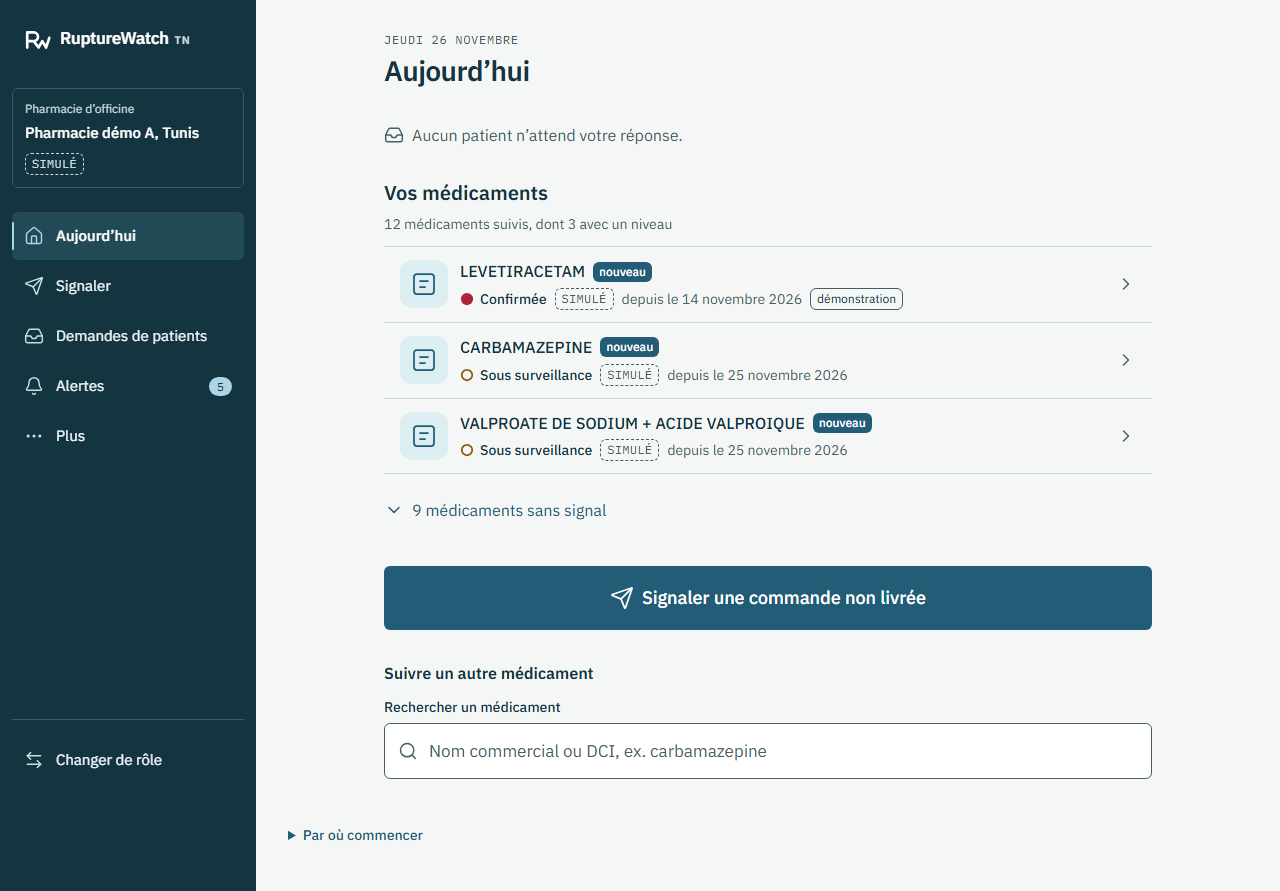 RuptureWatch TN
Pharmacie d’officine
Pharmacie démo A, Tunis
SIMULÉ
Aujourd’hui
Signaler
Demandes de patients
Alertes 5
Plus
Changer de rôle
JEUDI 26 NOVEMBRE
Aujourd’hui
Aucun patient n’attend votre réponse.
Vos médicaments
12 médicaments suivis, dont 3 avec un niveau
LEVETIRACETAM nouveau
Confirmée SIMULÉ depuis le 14 novembre 2026 démonstration
CARBAMAZEPINE nouveau
Sous surveillance SIMULÉ depuis le 25 novembre 2026
VALPROATE DE SODIUM + ACIDE VALPROIQUE nouveau
Sous surveillance SIMULÉ depuis le 25 novembre 2026
9 médicaments sans signal
Signaler une commande non livrée
Suivre un autre médicament
Rechercher un médicament
Nom commercial ou DCI, ex. carbamazepine
Par où commencer